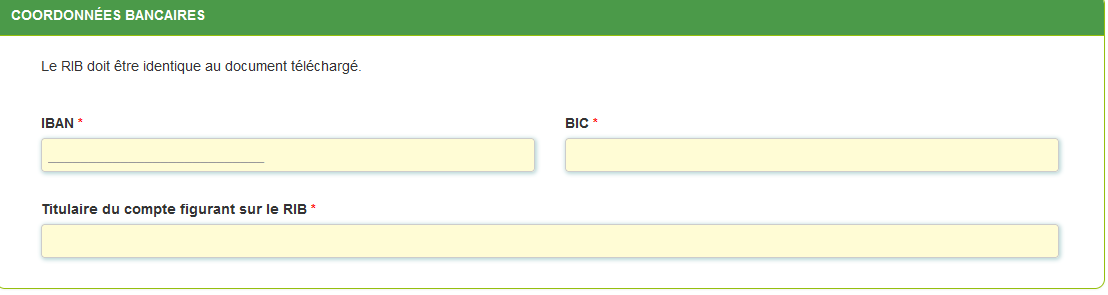 COORDONNÉES BANCAIRES
Le RIB doit être identique au document téléchargé.
IBAN *
BIC *
___________________________
Titulaire du compte figurant sur le RIB *